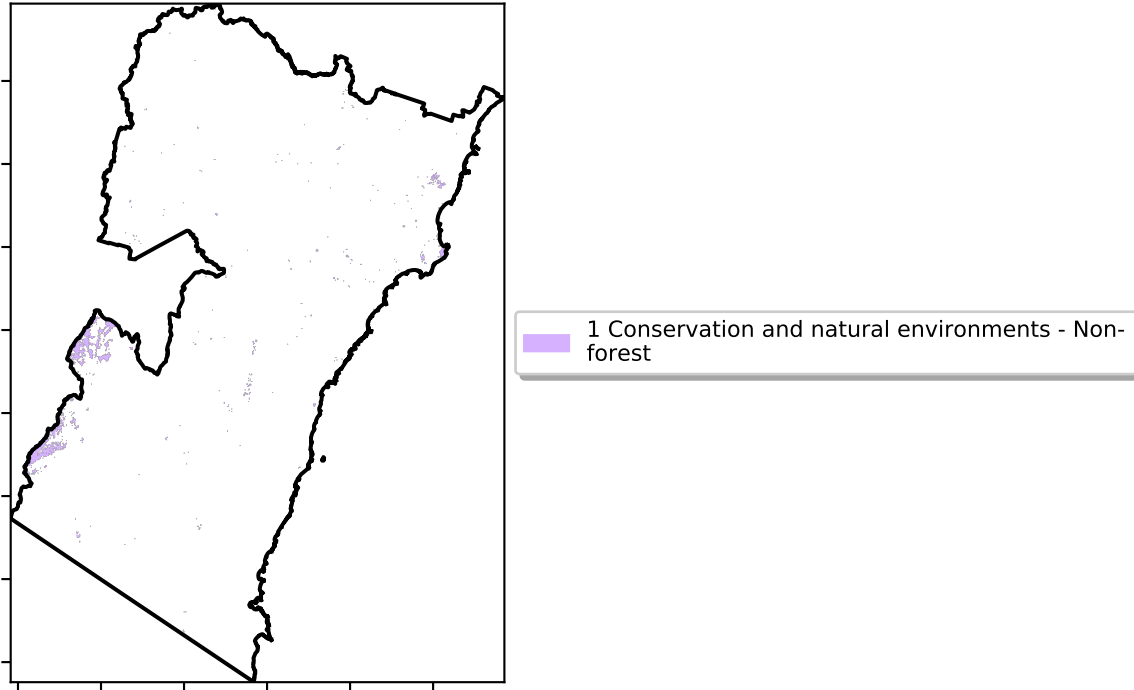 1 Conservation and natural environments - Non-
forest